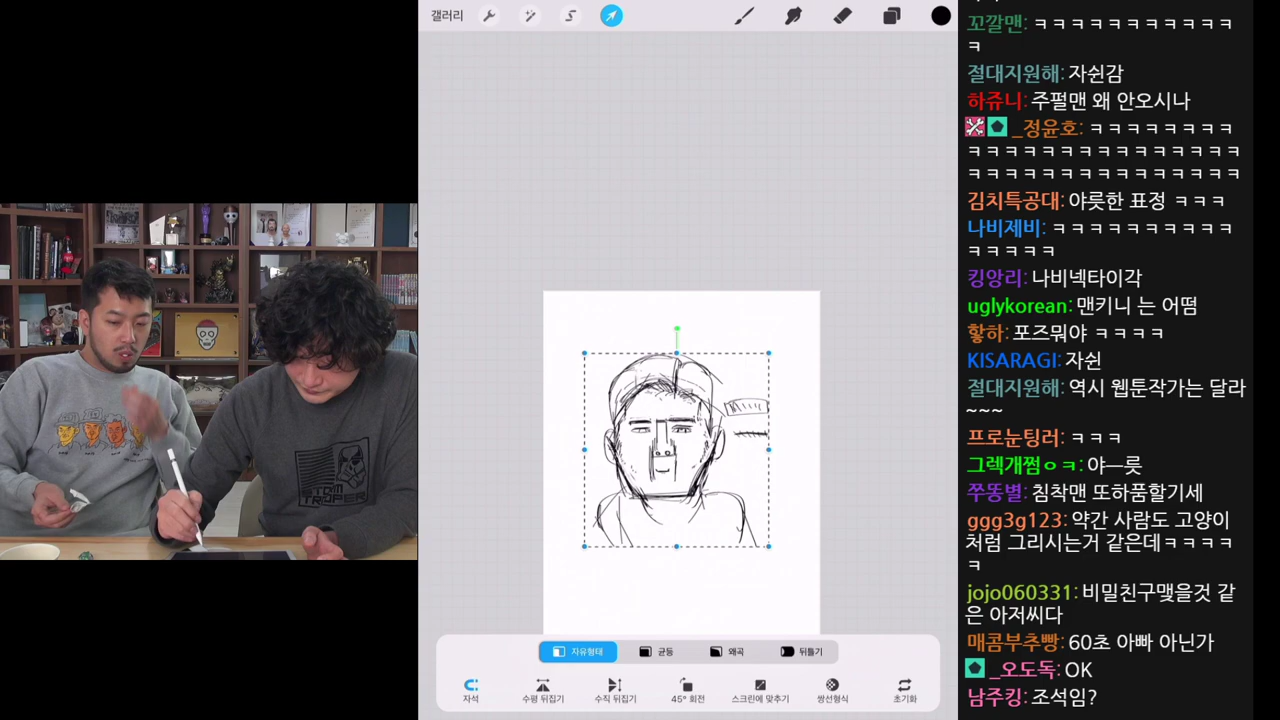 갤러리
꼬깔맨: ㅋㅋㅋㅋㅋㅋㅋㅋㅋㅋㅋ
ㅋ
절대지원해: 자쉰감
하쥬니: 주펄맨 왜 안오시나
_정윤호: ㅋㅋㅋㅋㅋㅋㅋㅋ
ㅋㅋㅋㅋㅋㅋㅋㅋㅋㅋㅋㅋㅋㅋㅋ
ㅋㅋㅋㅋㅋㅋㅋㅋㅋㅋㅋㅋㅋㅋㅋ
김치특공대: 야릇한 표정 ㅋㅋㅋ
나비제비: ㅋㅋㅋㅋㅋㅋㅋㅋㅋㅋ
ㅋㅋㅋㅋㅋ
킹앙리: 나비넥타이각
uglykorean: 맨키니 는 어떰
핳하: 포즈뭐야 ㅋㅋㅋㅋ
KISARAGI: 자쉰
절대지원해: 역시 웹툰작가는 달라
~~~
프로눈팅러: ㅋㅋㅋ
그렉개쩜ㅇㅋ: 야—릇
쭈똥별: 침착맨 또하품할기세
ggg3g123: 약간 사람도 고양이
처럼 그리시는거 같은데ㅋㅋㅋㅋ
ㅋ
jojo060331: 비밀친구맺을것 같
은 아저씨다
매콤부추빵: 60초 아빠 아닌가
_오도독: OK
남주킹: 조석임?
STORM
TROOPER
자유형태
균등
왜곡
뒤틀기
자석
수평 뒤집기
수직 뒤집기
45° 회전
스크린에 맞추기
쌍선형식
초기화